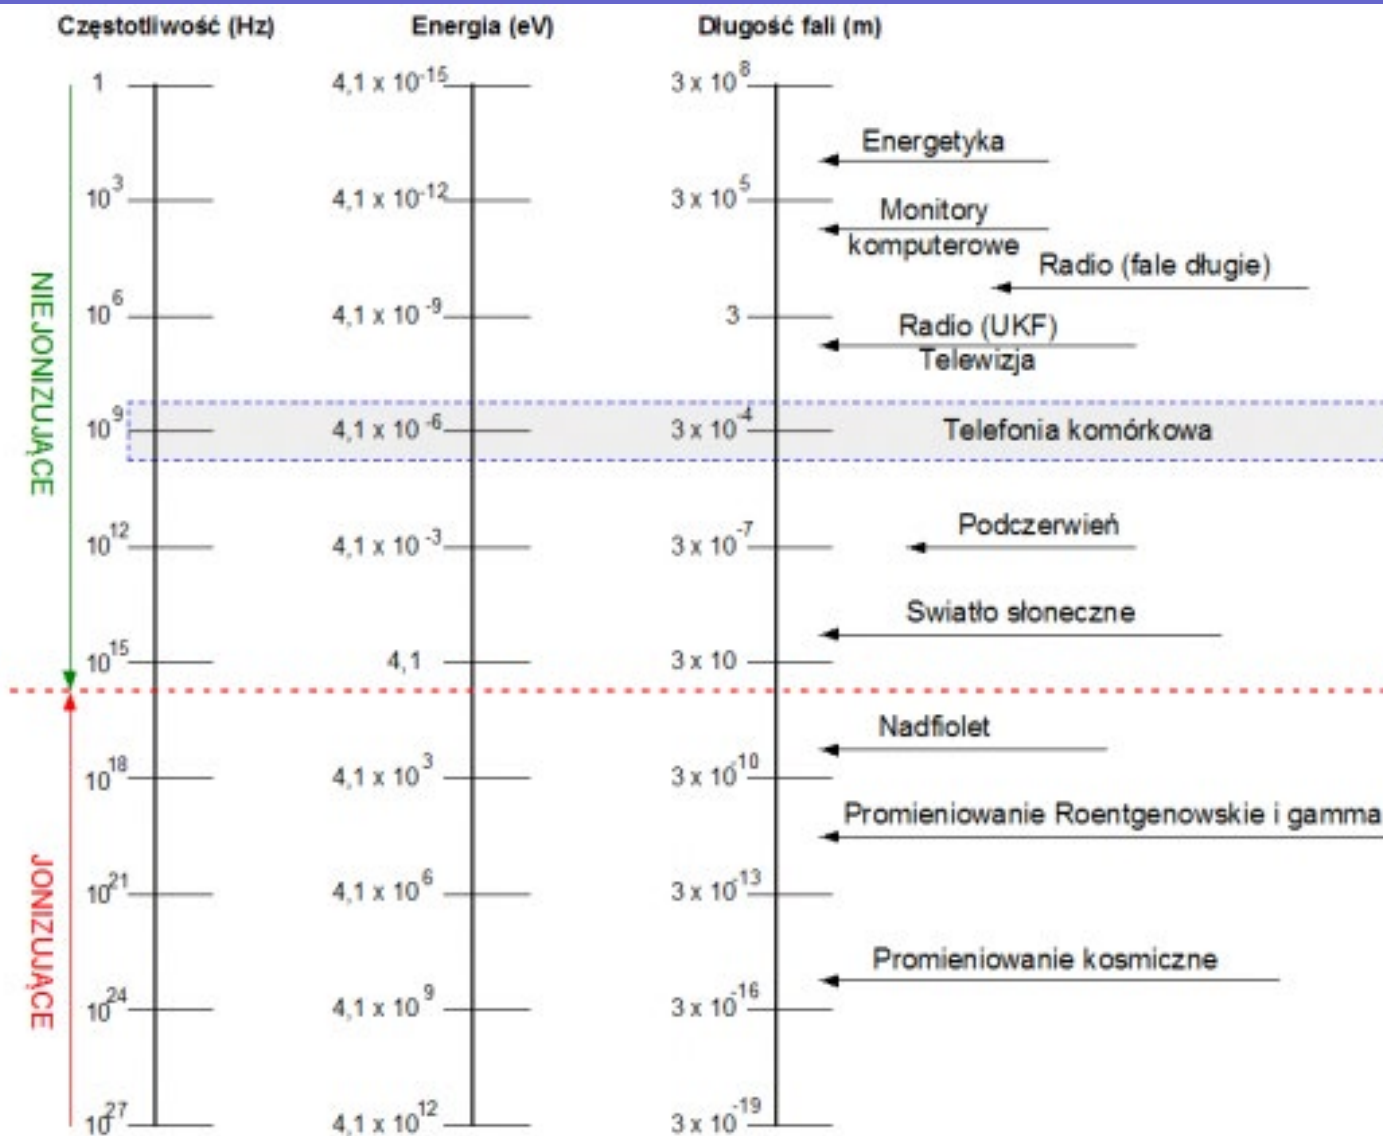 Częstotliwość (Hz) Energia (eV) Długość fali (m)
1 4,1 x 10⁻¹⁵ 3 x 10⁸
Energetyka
10³ 4,1 x 10⁻¹² 3 x 10⁵
Monitory
komputerowe
Radio (fale długie)
10⁶ 4,1 x 10⁻⁹ 3
Radio (UKF)
Telewizja
10⁹ 4,1 x 10⁻⁶ 3 x 10⁻⁴ Telefonia komórkowa
NIEJONIZUJĄCE
Podczerwień
10¹² 4,1 x 10⁻³ 3 x 10⁻⁷
Swiatło słoneczne
10¹⁵ 4,1 3 x 10
Nadfiolet
10¹⁸ 4,1 x 10³ 3 x 10⁻¹⁰
Promieniowanie Roentgenowskie i gamma
10²¹ 4,1 x 10⁶ 3 x 10⁻¹³
JONIZUJĄCE
Promieniowanie kosmiczne
10²⁴ 4,1 x 10⁹ 3 x 10⁻¹⁶
10²⁷ 4,1 x 10¹² 3 x 10⁻¹⁹